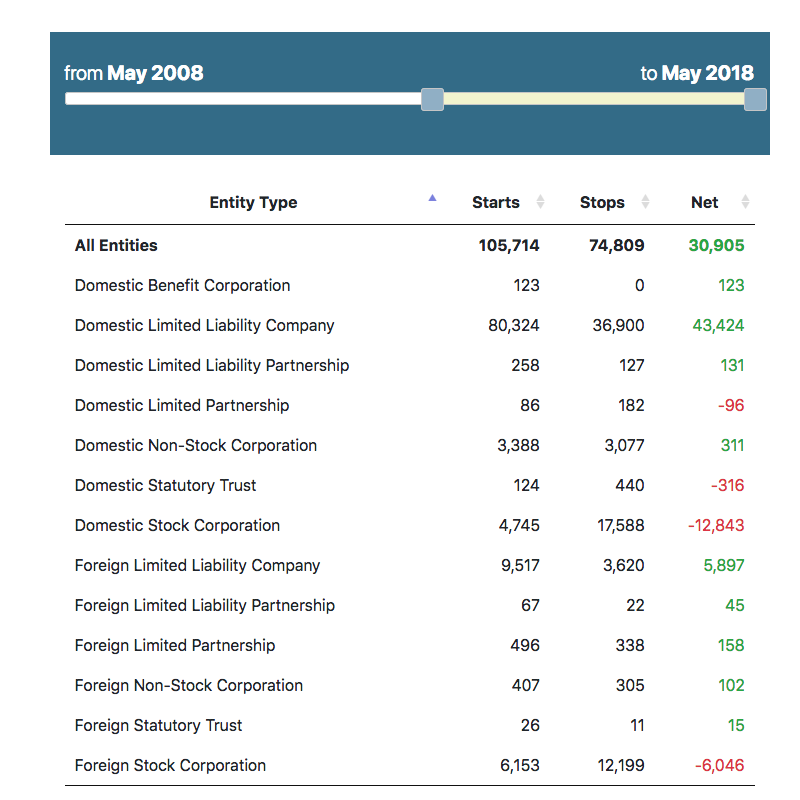 from May 2008 to May 2018
Entity Type Starts Stops Net
All Entities 105,714 74,809 30,905
Domestic Benefit Corporation 123 0 123
Domestic Limited Liability Company 80,324 36,900 43,424
Domestic Limited Liability Partnership 258 127 131
Domestic Limited Partnership 86 182 -96
Domestic Non-Stock Corporation 3,388 3,077 311
Domestic Statutory Trust 124 440 -316
Domestic Stock Corporation 4,745 17,588 -12,843
Foreign Limited Liability Company 9,517 3,620 5,897
Foreign Limited Liability Partnership 67 22 45
Foreign Limited Partnership 496 338 158
Foreign Non-Stock Corporation 407 305 102
Foreign Statutory Trust 26 11 15
Foreign Stock Corporation 6,153 12,199 -6,046